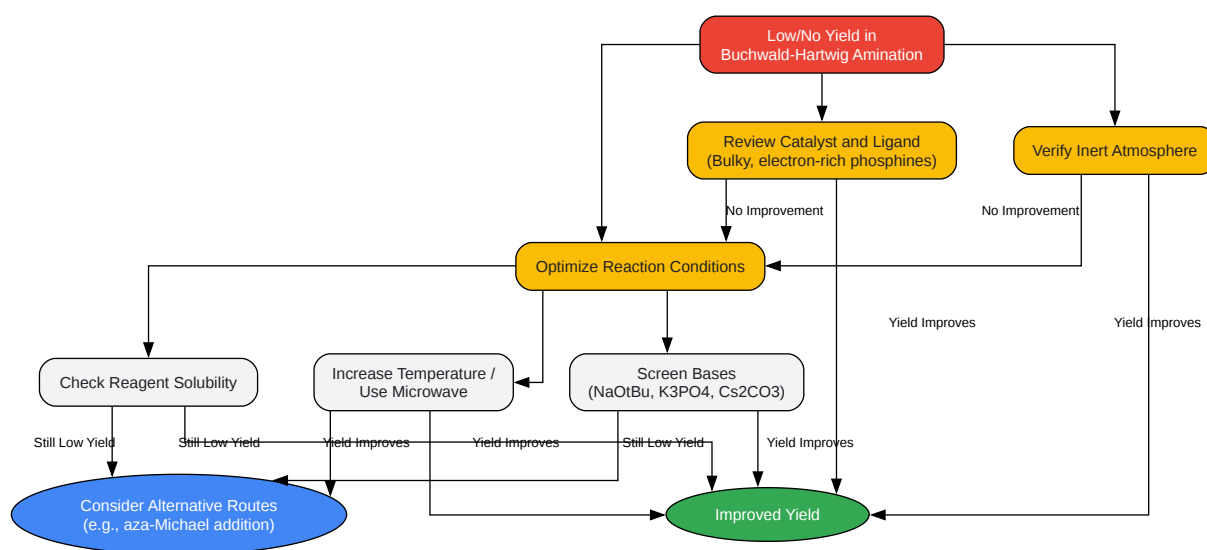 Low/No Yield in
Buchwald-Hartwig Amination
Review Catalyst and Ligand
(Bulky, electron-rich phosphines)
Verify Inert Atmosphere
No Improvement
No Improvement
Optimize Reaction Conditions
Yield Improves
Yield Improves
Check Reagent Solubility
Increase Temperature /
Use Microwave
Screen Bases
(NaOtBu, K3PO4, Cs2CO3)
Still Low Yield
Still Low Yield
Yield Improves
Yield Improves
Still Low Yield
Yield Improves
Consider Alternative Routes
(e.g., aza-Michael addition)
Improved Yield